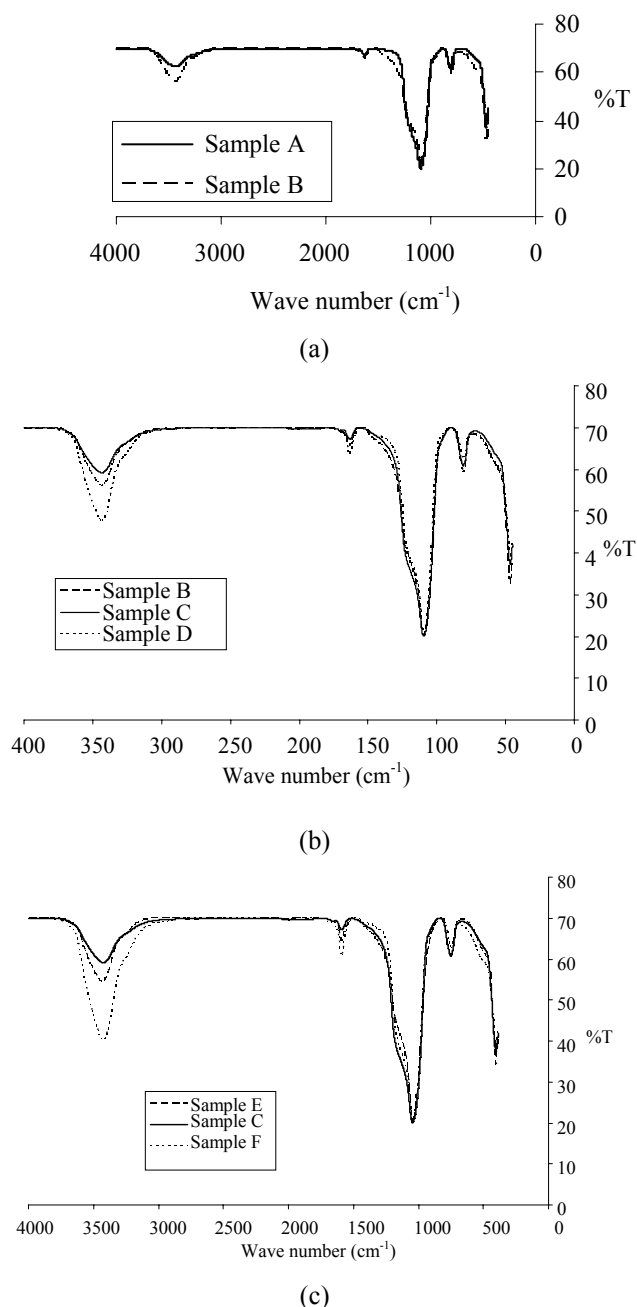 80
60
%T
40
20
0
Sample A
Sample B
4000 3000 2000 1000 0
Wave number (cm-1)
(a)
80
70
60
50
%T
4
30
20
10
0
Sample B
Sample C
Sample D
400 350 300 250 200 150 100 50 0
Wave number (cm-1)
(b)
80
70
60
50
%T
40
30
20
10
0
Sample E
Sample C
Sample F
4000 3500 3000 2500 2000 1500 1000 500 0
Wave number (cm-1)
(c)